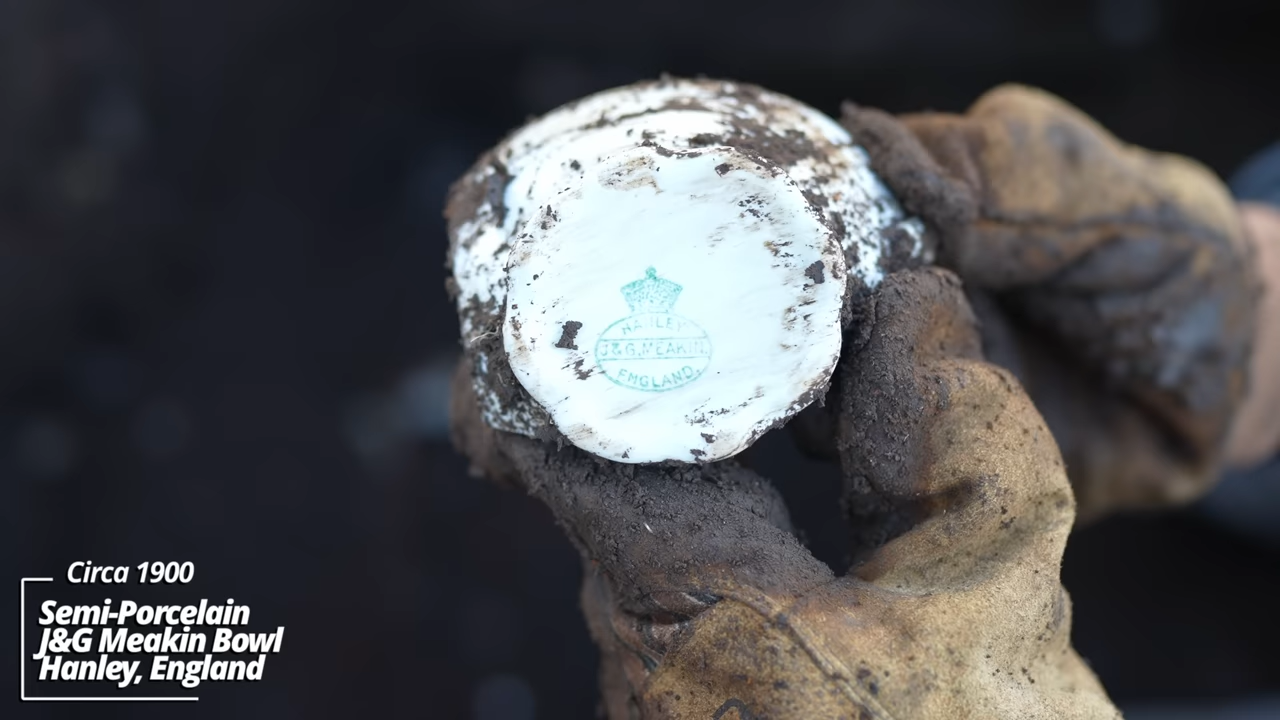 HANLEY
J&G.MEAKIN.
ENGLAND.
Circa 1900
Semi-Porcelain
J&G Meakin Bowl
Hanley, England